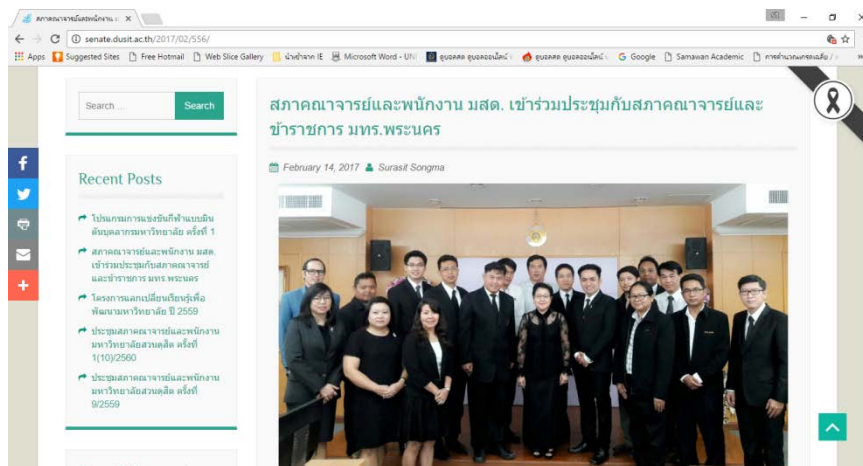 senate.dusit.ac.th/2017/02/556/
Apps Suggested Sites Free Hotmail Web Slice Gallery นำเข้าจาก IE Microsoft Word - UNI Google Samawan Academic
Search ...
Search
Recent Posts
โปรแกรมการแข่งขันกีฬาแบบมิน
ตันบุคลากรมหาวิทยาลัย ครั้งที่ 1
สภาคณาจารย์และพนักงาน มสด.
เข้าร่วมประชุมกับสภาคณาจารย์
และข้าราชการ มทร.พระนคร
โครงการแลกเปลี่ยนเรียนรู้เพื่อ
พัฒนามหาวิทยาลัย ปี 2559
ประชุมสภาคณาจารย์และพนักงาน
มหาวิทยาลัยสวนดุสิต ครั้งที่
1(10)/2560
ประชุมสภาคณาจารย์และพนักงาน
มหาวิทยาลัยสวนดุสิต ครั้งที่
9/2559
สภาคณาจารย์และพนักงาน มสด. เข้าร่วมประชุมกับสภาคณาจารย์และ
ข้าราชการ มทร.พระนคร
February 14, 2017 Surasit Songma